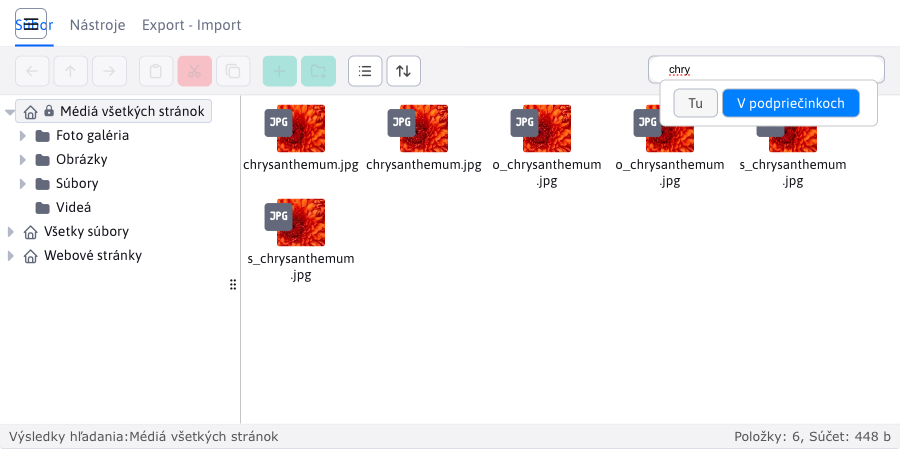 Súbor Nástroje Export - Import
chry
Tu V podpriečinkoch
Médiá všetkých stránok
Foto galéria
Obrázky
Súbory
Videá
Všetky súbory
Webové stránky
JPG JPG JPG JPG JPG
chrysanthemum.jpg chrysanthemum.jpg o_chrysanthemum o_chrysanthemum s_chrysanthemum
.jpg .jpg .jpg
JPG
s_chrysanthemum
.jpg
Výsledky hľadania:Médiá všetkých stránok Položky: 6, Súčet: 448 b